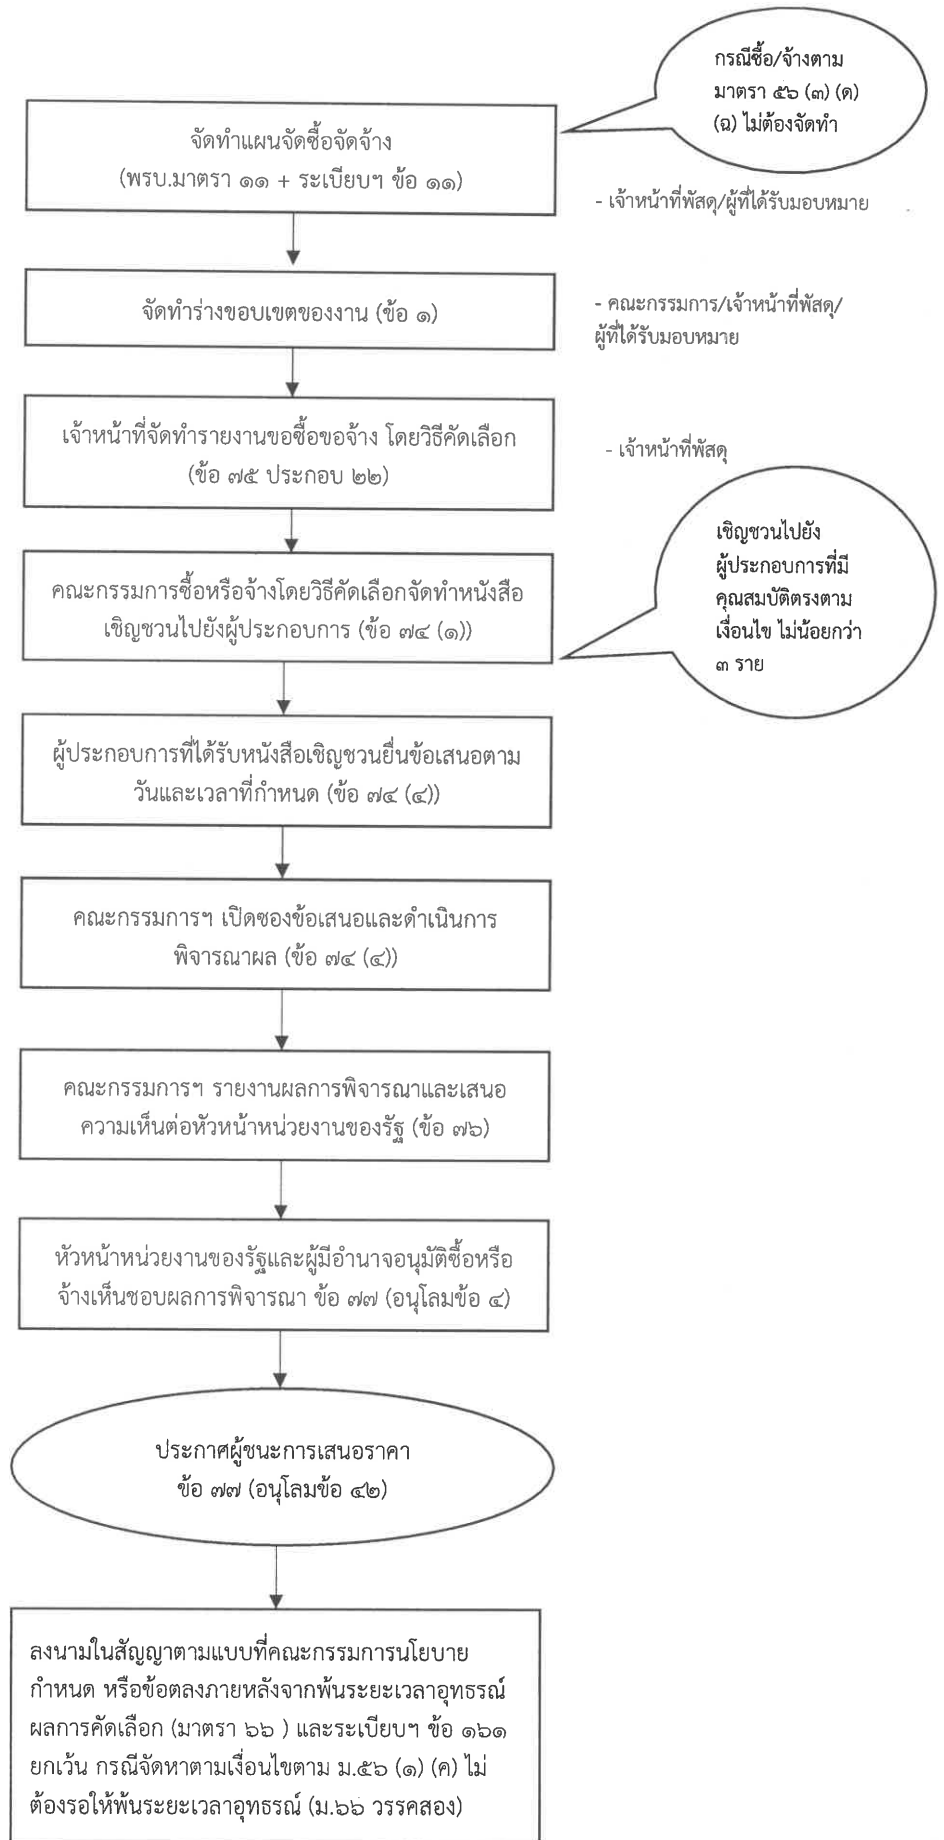 กรณีซื้อ/จ้างตาม
มาตรา ๕๖ (๓) (ด)
(ฉ) ไม่ต้องจัดทำ
จัดทำแผนจัดซื้อจัดจ้าง
(พรบ.มาตรา ๑๑ + ระเบียบฯ ข้อ ๑๑)
- เจ้าหน้าที่พัสดุ/ผู้ที่ได้รับมอบหมาย
จัดทำร่างขอบเขตของงาน (ข้อ ๑)
- คณะกรรมการ/เจ้าหน้าที่พัสดุ/
ผู้ที่ได้รับมอบหมาย
เจ้าหน้าที่จัดทำรายงานขอซื้อขอจ้าง โดยวิธีคัดเลือก
(ข้อ ๗๕ ประกอบ ๒๒)
- เจ้าหน้าที่พัสดุ
คณะกรรมการซื้อหรือจ้างโดยวิธีคัดเลือกจัดทำหนังสือ
เชิญชวนไปยังผู้ประกอบการ (ข้อ ๗๔ (๑))
เชิญชวนไปยัง
ผู้ประกอบการที่มี
คุณสมบัติตรงตาม
เงื่อนไข ไม่น้อยกว่า
๓ ราย
ผู้ประกอบการที่ได้รับหนังสือเชิญชวนยื่นข้อเสนอตาม
วันและเวลาที่กำหนด (ข้อ ๗๔ (๔))
คณะกรรมการฯ เปิดซองข้อเสนอและดำเนินการ
พิจารณาผล (ข้อ ๗๔ (๔))
คณะกรรมการฯ รายงานผลการพิจารณาและเสนอ
ความเห็นต่อหัวหน้าหน่วยงานของรัฐ (ข้อ ๗๖)
หัวหน้าหน่วยงานของรัฐและผู้มีอำนาจอนุมัติซื้อหรือ
จ้างเห็นชอบผลการพิจารณา ข้อ ๗๗ (อนุโลมข้อ ๔)
ประกาศผู้ชนะการเสนอราคา
ข้อ ๗๗ (อนุโลมข้อ ๔๒)
ลงนามในสัญญาตามแบบที่คณะกรรมการนโยบาย
กำหนด หรือข้อตลงภายหลังจากพ้นระยะเวลาอุทธรณ์
ผลการคัดเลือก (มาตรา ๖๖ ) และระเบียบฯ ข้อ ๑๖๑
ยกเว้น กรณีจัดหาตามเงื่อนไขตาม ม.๕๖ (๑) (ค) ไม่
ต้องรอให้พ้นระยะเวลาอุทธรณ์ (ม.๖๖ วรรคสอง)